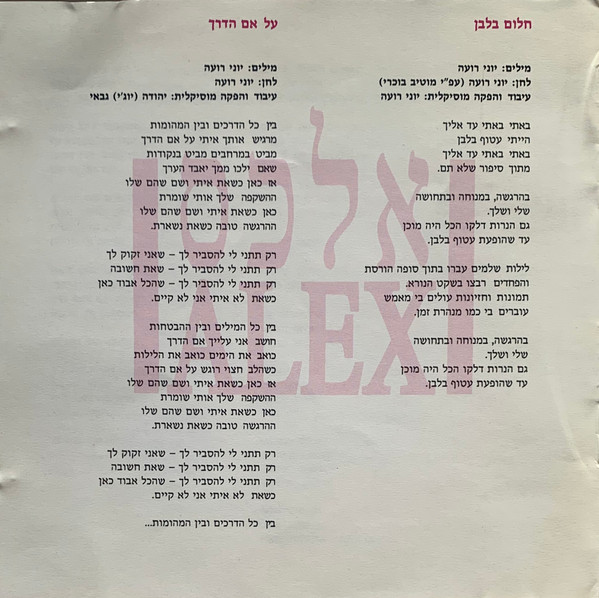 חלום בלבן
מילים: יוני רועה
לחן: יוני רועה (עפ"י מוטיב בוכרי)
עיבוד והפקה מוסיקלית: יוני רועה
באתי באתי עד אליך
הייתי עטוף בלבן
באתי באתי עד אליך
מתוך סיפור שלא תם.
בהרגשה, במנוחה ובתחושה
שלי ושלך.
גם הנרות דלקו הכל היה מוכן
עד שהופעת עטוף בלבן.
לילות שלמים עברו בתוך סופה הורסת
והפחדים רבצו בשקט הנורא.
תמונות וחזיונות עולים בי מאמש
עוברים בי כמו מנהרת זמן.
בהרגשה, במנוחה ובתחושה
שלי ושלך.
גם הנרות דלקו הכל היה מוכן
עד שהופעת עטוף בלבן.
על אם הדרך
מילים: יוני רועה
לחן: יוני רועה
עיבוד והפקה מוסיקלית: יהודה (יוג'י) גבאי
בין כל הדרכים ובין המהומות
מרגיש אותך איתי על אם הדרך
מביט במרחבים מביט בנקודות
שאם ילכו ממך יאבד הערך
אז כאן כשאת איתי ושם שהם שלו
ההשקפה שלך אותי שומרת
כאן כשאת איתי ושם שהם שלו
ההרגשה טובה כשאת נשארת.
רק תתני לי להסביר לך – שאני זקוק לך
רק תתני לי להסביר לך – שאת חשובה
רק תתני לי להסביר לך – שהכל אבוד כאן
כשאת לא איתי אני לא קיים.
בין כל המילים ובין ההבטחות
חושב אני עלייך אם הדרך
כואב את הימים כואב את הלילות
כשהלב חצוי רוגש על אם הדרך
אז כאן כשאת איתי ושם שהם שלו
ההשקפה שלך אותי שומרת
כאן כשאת איתי ושם שהם שלו
ההרגשה טובה כשאת נשארת.
רק תתני לי להסביר לך – שאני זקוק לך
רק תתני לי להסביר לך – שאת חשובה
רק תתני לי להסביר לך – שהכל אבוד כאן
כשאת לא איתי אני לא קיים.
בין כל הדרכים ובין המהומות...
אלכס
ALEX